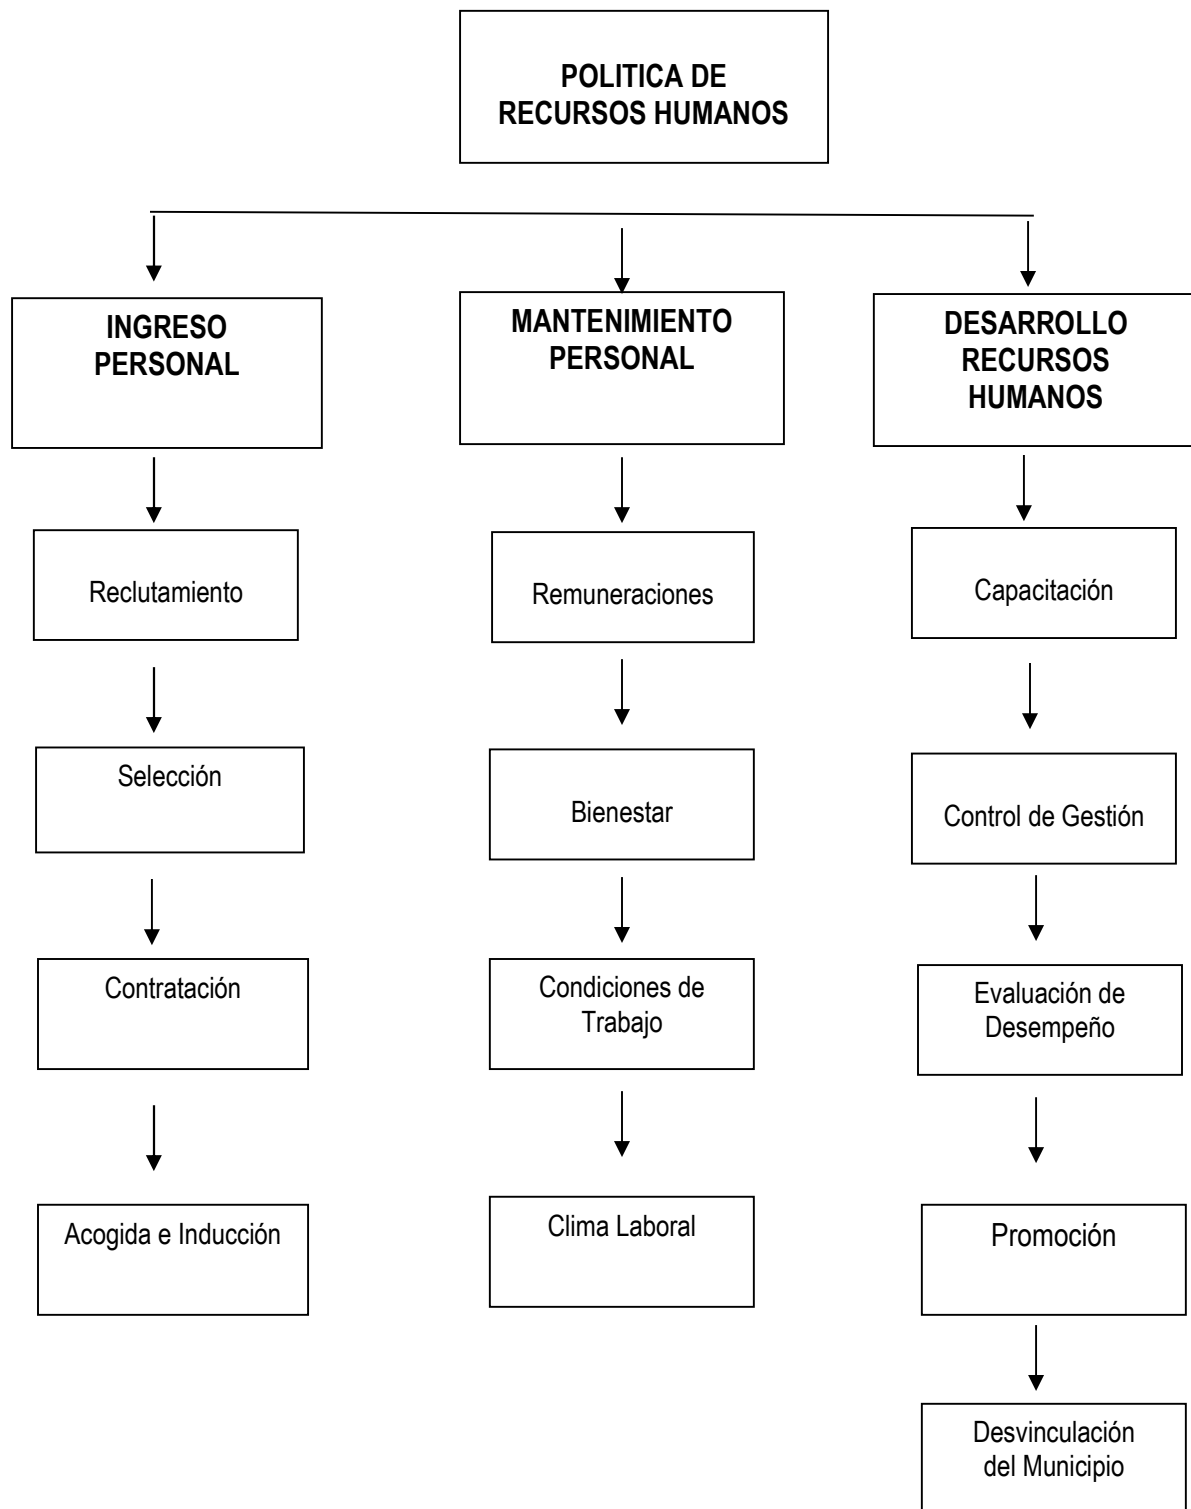 POLITICA DE
RECURSOS HUMANOS
INGRESO
PERSONAL
MANTENIMIENTO
PERSONAL
DESARROLLO
RECURSOS
HUMANOS
Reclutamiento
Remuneraciones
Capacitación
Selección
Bienestar
Control de Gestión
Contratación
Condiciones de
Trabajo
Evaluación de
Desempeño
Acogida e Inducción
Clima Laboral
Promoción
Desvinculación
del Municipio